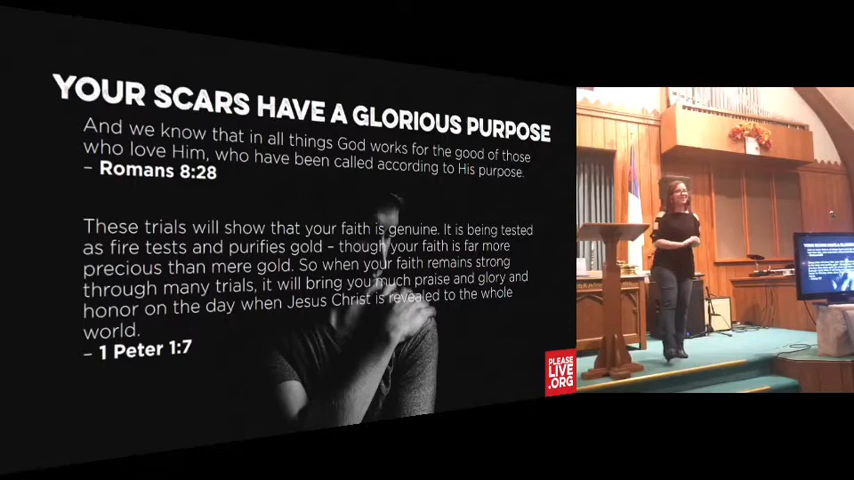 YOUR SCARS HAVE A GLORIOUS PURPOSE
And we know that in all things God works for the good of those
who love Him, who have been called according to His purpose.
– Romans 8:28
These trials will show that your faith is genuine. It is being tested
as fire tests and purifies gold – though your faith is far more
precious than mere gold. So when your faith remains strong
through many trials, it will bring you much praise and glory and
honor on the day when Jesus Christ is revealed to the whole
world.
– 1 Peter 1:7
PLEASE
LIVE
.ORG
YOUR SCARS HAVE A GLORIOUS